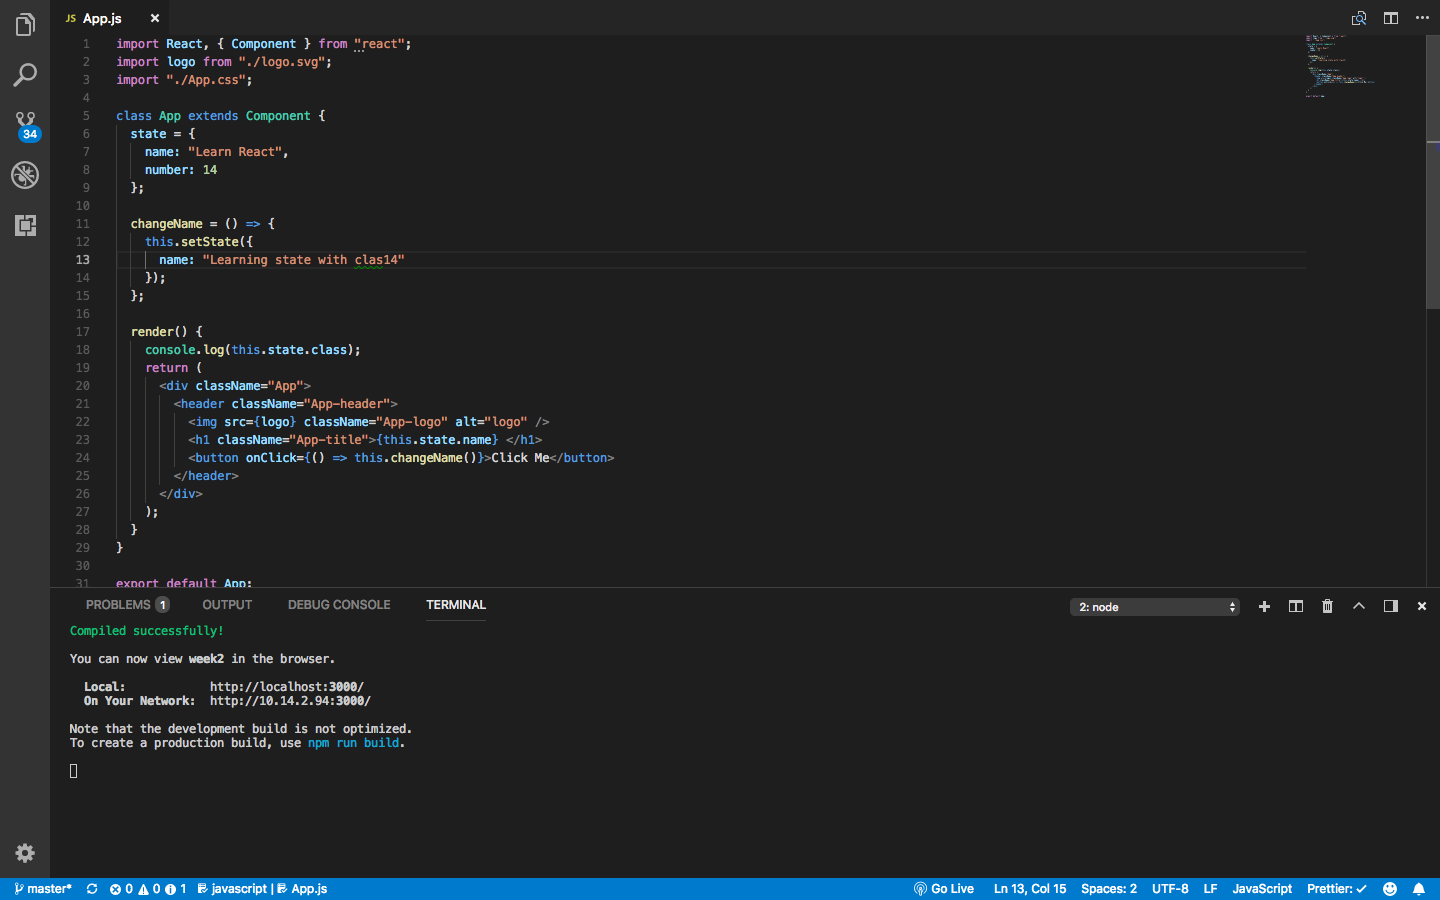 JS App.js ×
34
1 import React, { Component } from "react";
2 import logo from "./logo.svg";
3 import "./App.css";
4
5 class App extends Component {
6 state = {
7 name: "Learn React",
8 number: 14
9 };
10
11 changeName = () => {
12 this.setState({
13 name: "Learning state with clas14"
14 });
15 };
16
17 render() {
18 console.log(this.state.class);
19 return (
20 <div className="App">
21 <header className="App-header">
22 <img src={logo} className="App-logo" alt="logo" />
23 <h1 className="App-title">{this.state.name} </h1>
24 <button onClick={() => this.changeName()}>Click Me</button>
25 </header>
26 </div>
27 );
28 }
29 }
30
31 export default App;
PROBLEMS 1 OUTPUT DEBUG CONSOLE TERMINAL 2: node
Compiled successfully!
You can now view week2 in the browser.
Local: http://localhost:3000/
On Your Network: http://10.14.2.94:3000/
Note that the development build is not optimized.
To create a production build, use npm run build.
master* 0 0 1 javascript | App.js Go Live Ln 13, Col 15 Spaces: 2 UTF-8 LF JavaScript Prettier: ✓